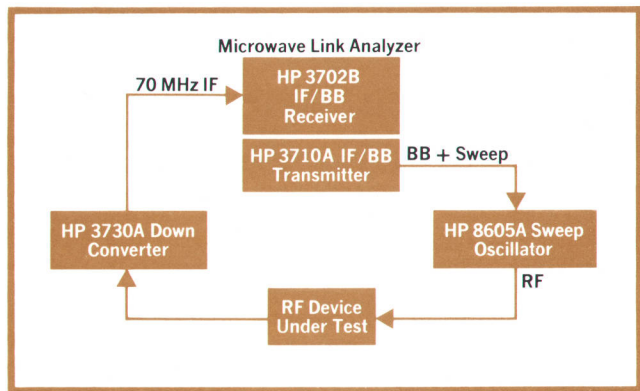 Microwave Link Analyzer
70 MHz IF
HP 3702B
IF/BB
Receiver
HP 3710A IF/BB
Transmitter
BB + Sweep
HP 3730A Down
Converter
HP 8605A Sweep
Oscillator
RF
RF Device
Under Test